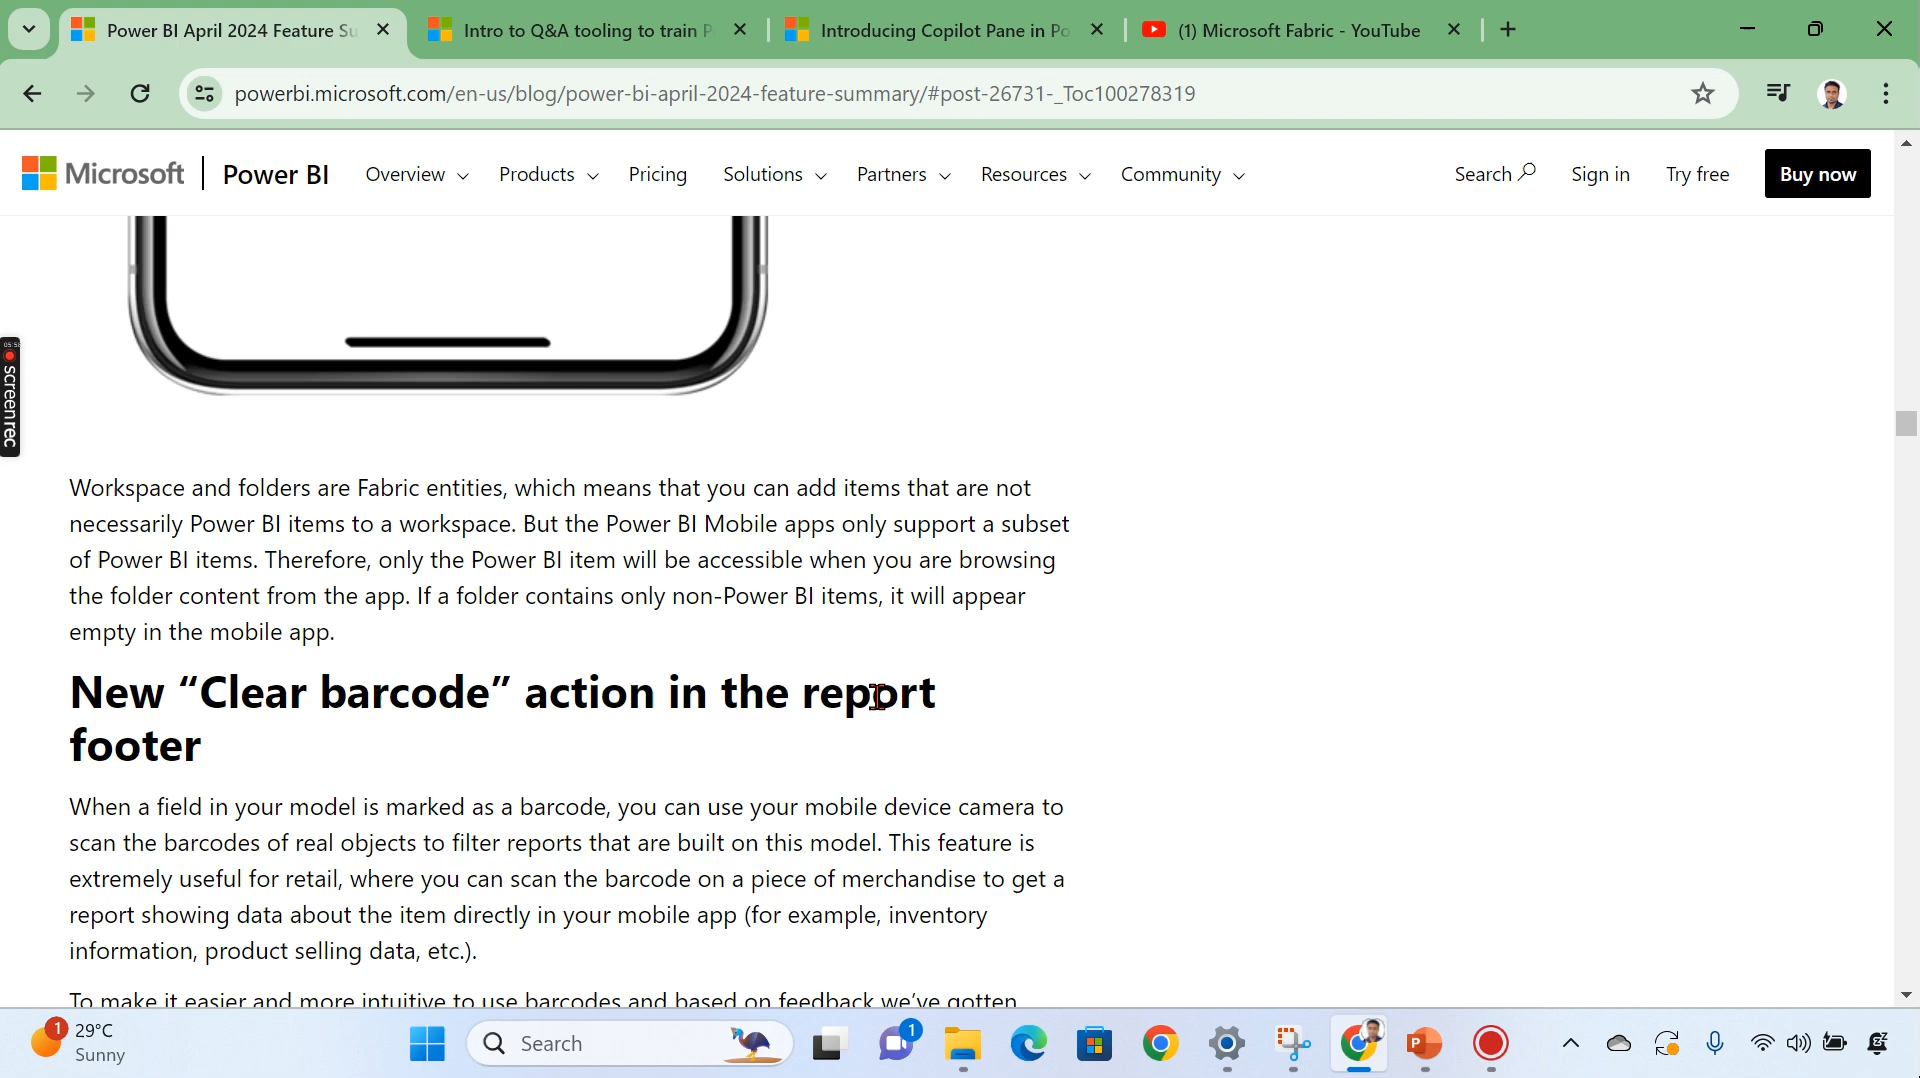 Power BI April 2024 Feature Su
Intro to Q&A tooling to train P
Introducing Copilot Pane in Po
(1) Microsoft Fabric - YouTube
powerbi.microsoft.com/en-us/blog/power-bi-april-2024-feature-summary/#post-26731-_Toc100278319
Microsoft
Power BI
Overview
Products
Pricing
Solutions
Partners
Resources
Community
Search
Sign in
Try free
Buy now
screenrec
Workspace and folders are Fabric entities, which means that you can add items that are not
necessarily Power BI items to a workspace. But the Power BI Mobile apps only support a subset
of Power BI items. Therefore, only the Power BI item will be accessible when you are browsing
the folder content from the app. If a folder contains only non-Power BI items, it will appear
empty in the mobile app.
New “Clear barcode” action in the report
footer
When a field in your model is marked as a barcode, you can use your mobile device camera to
scan the barcodes of real objects to filter reports that are built on this model. This feature is
extremely useful for retail, where you can scan the barcode on a piece of merchandise to get a
report showing data about the item directly in your mobile app (for example, inventory
information, product selling data, etc.).
To make it easier and more intuitive to use barcodes and based on feedback we’ve gotten
1
29°C
Sunny
Search
1
P